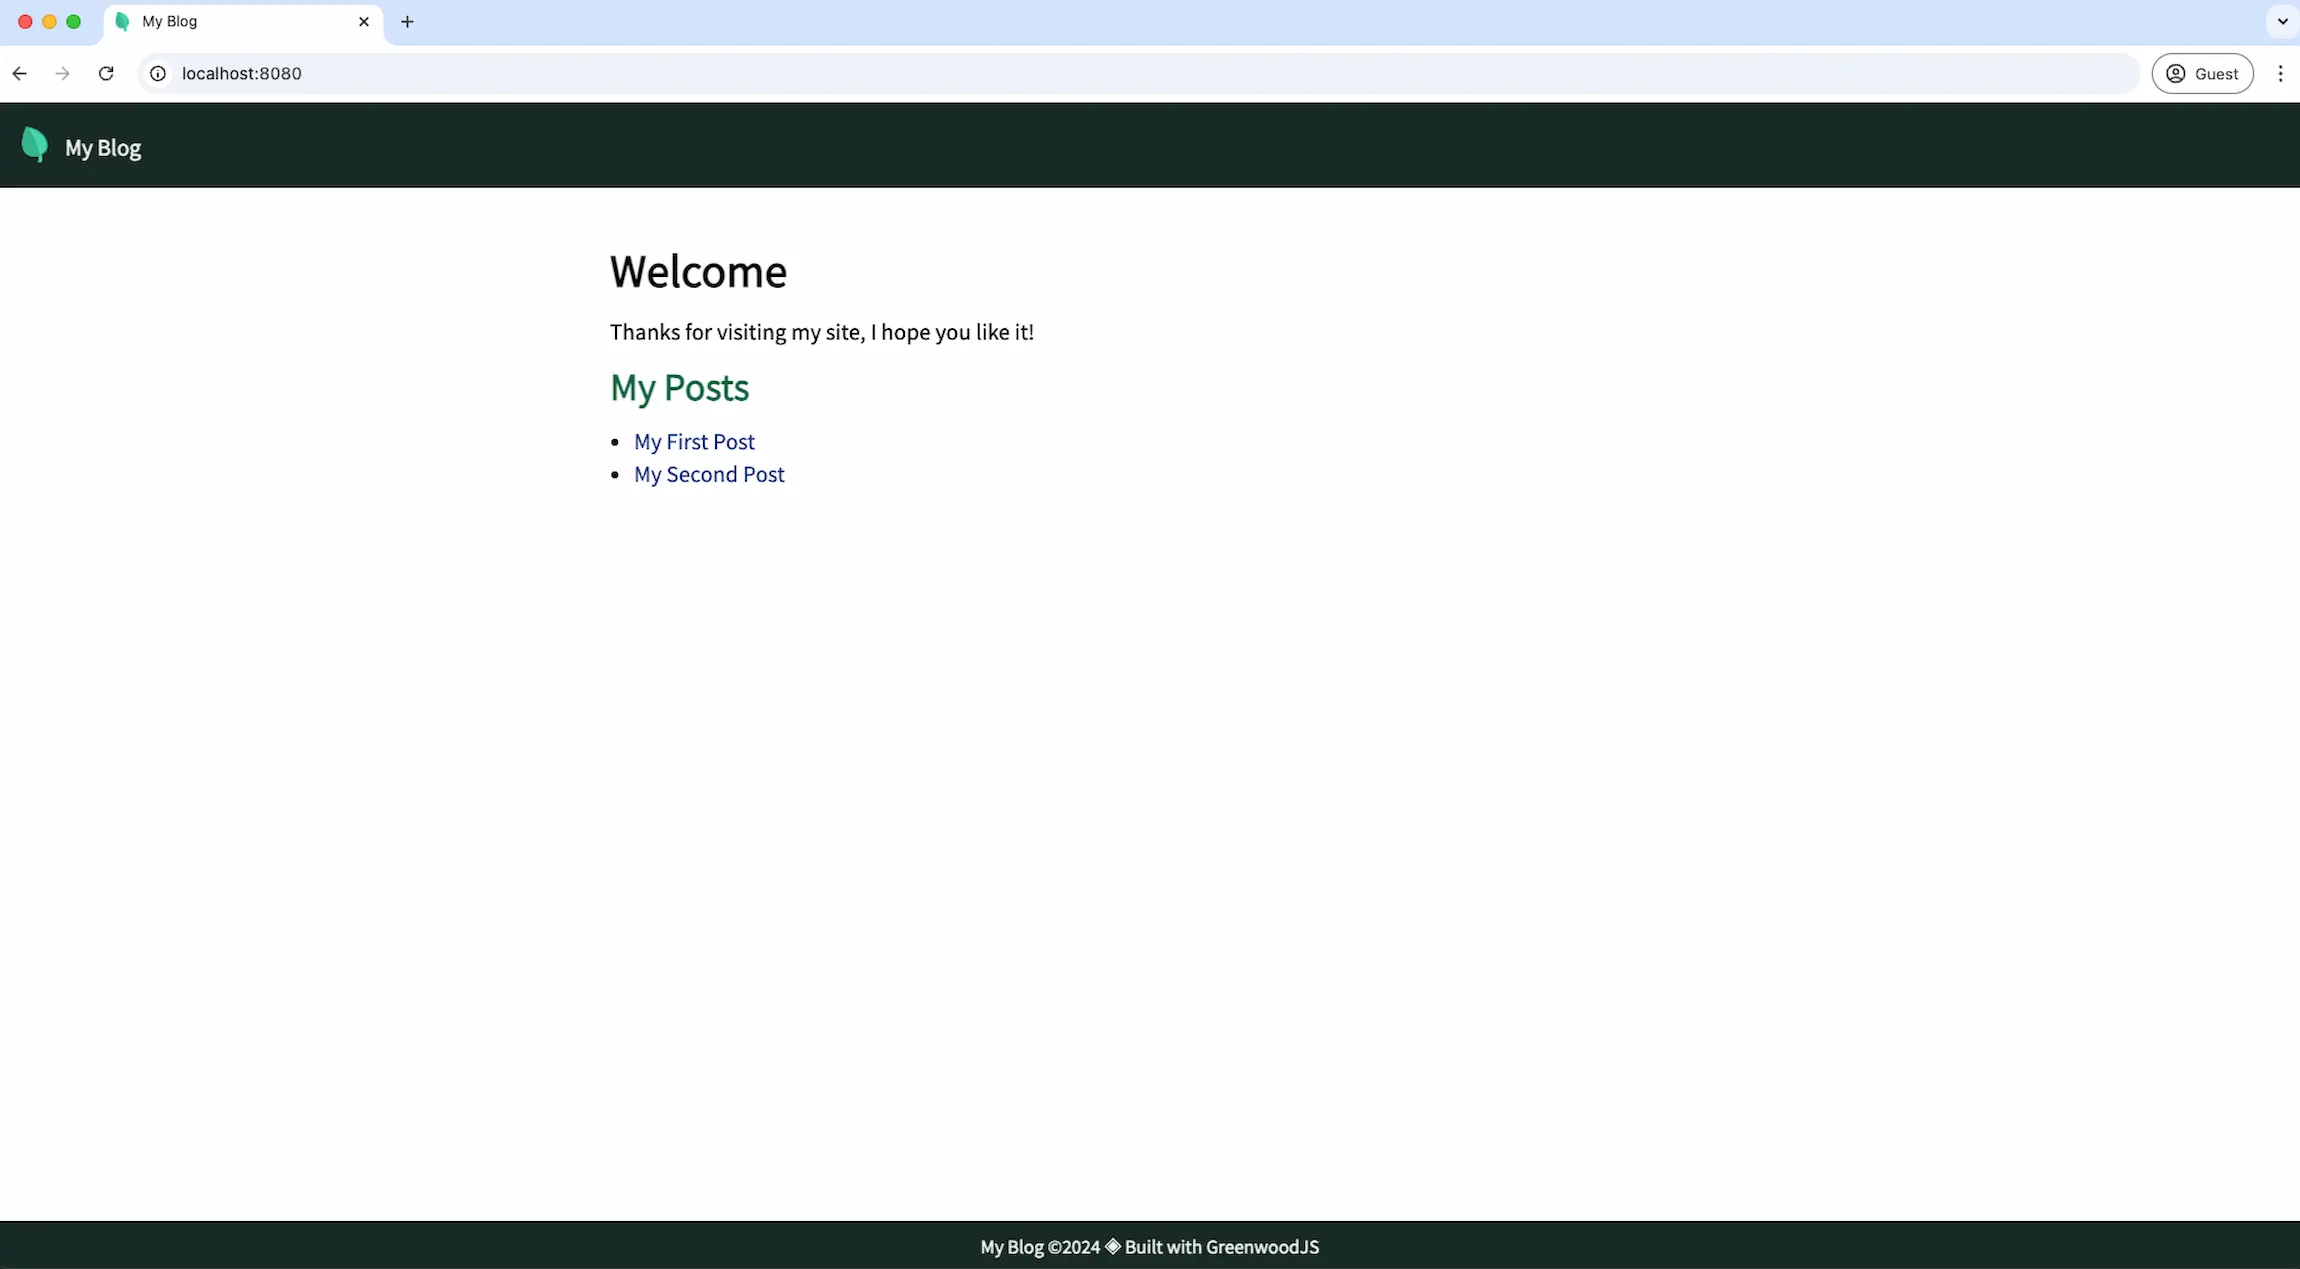 My Blog
localhost:8080
Guest
My Blog
Welcome
Thanks for visiting my site, I hope you like it!
My Posts
• My First Post
• My Second Post
My Blog ©2024 ◈ Built with GreenwoodJS